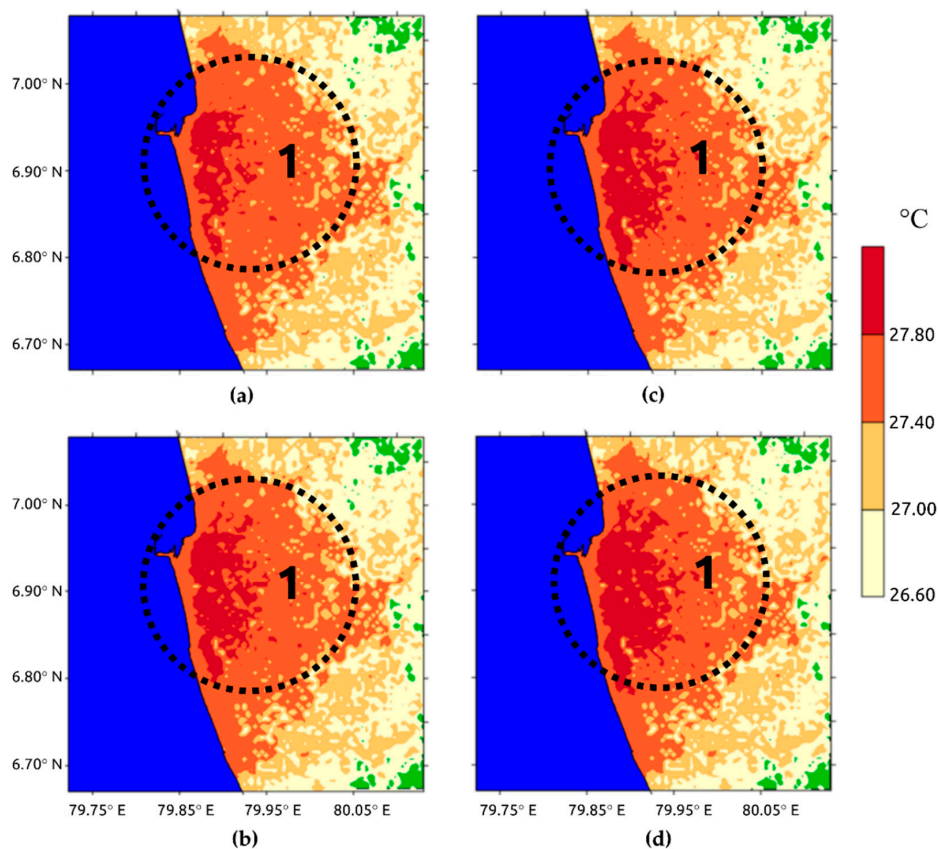 7.00° N
6.90° N
6.80° N
6.70° N
1
(a)
1
(c)
°C
27.80
27.40
27.00
26.60
7.00° N
6.90° N
6.80° N
6.70° N
1
79.75° E 79.85° E 79.95° E 80.05° E
(b)
1
79.75° E 79.85° E 79.95° E 80.05° E
(d)